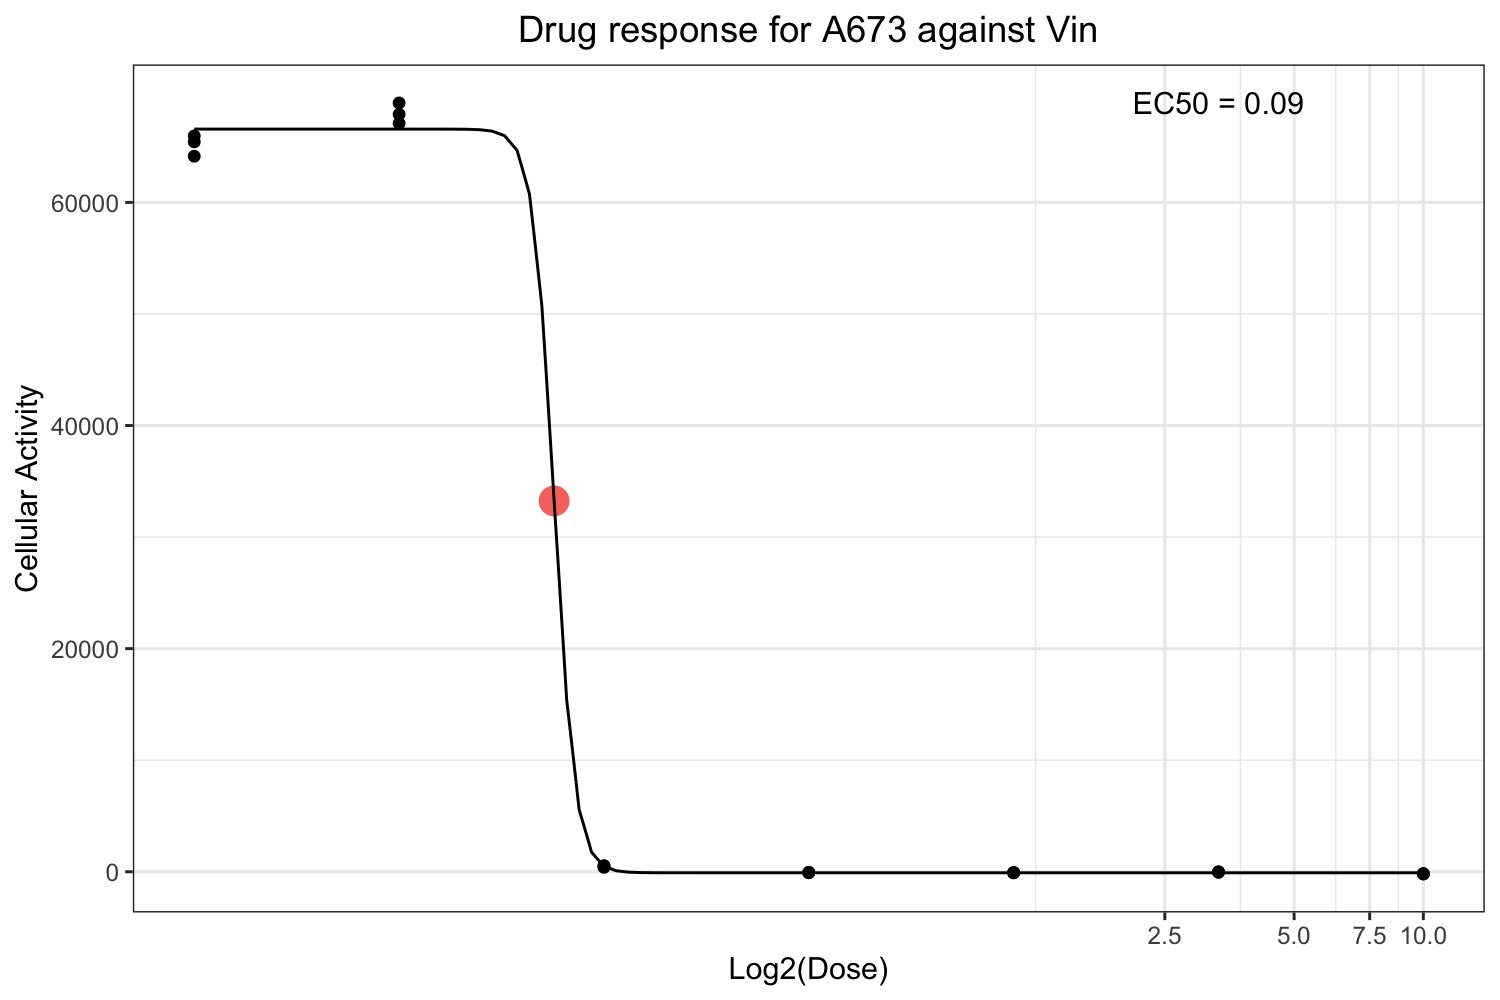 Drug response for A673 against Vin
EC50 = 0.09
Cellular Activity
60000
40000
20000
0
2.5 5.0 7.5 10.0
Log2(Dose)